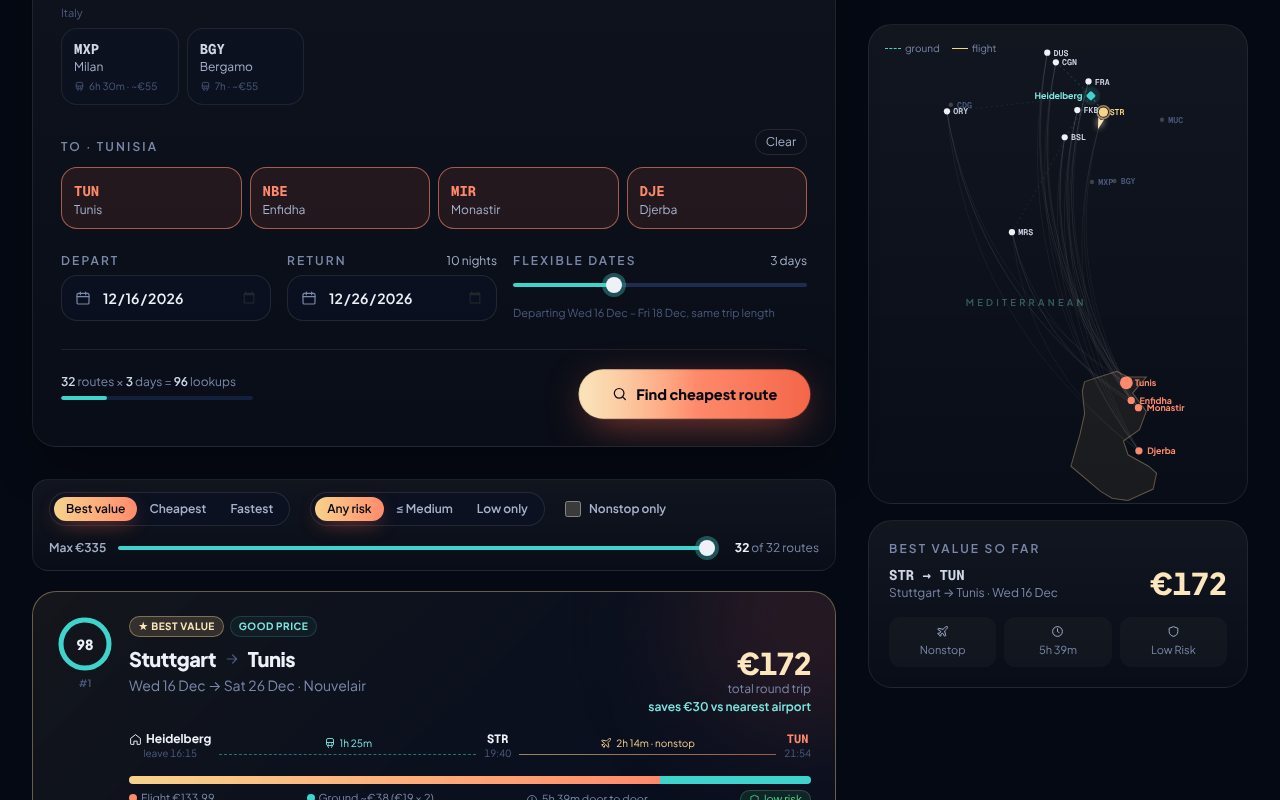 Italy
MXP
Milan
6h 30m · ~€55
BGY
Bergamo
7h · ~€55
TO · TUNISIA
Clear
TUN
Tunis
NBE
Enfidha
MIR
Monastir
DJE
Djerba
DEPART
12/16/2026
RETURN
10 nights
12/26/2026
FLEXIBLE DATES
3 days
Departing Wed 16 Dec – Fri 18 Dec, same trip length
32 routes × 3 days = 96 lookups
Find cheapest route
Best value
Cheapest
Fastest
Any risk
≤ Medium
Low only
Nonstop only
Max €335
32 of 32 routes
98
#1
★ BEST VALUE
GOOD PRICE
Stuttgart → Tunis
Wed 16 Dec → Sat 26 Dec · Nouvelair
€172
total round trip
saves €30 vs nearest airport
Heidelberg
leave 16:15
1h 25m
STR
19:40
2h 14m · nonstop
TUN
21:54
Flight €133.99
Ground ~€38 (€19 × 2)
5h 39m door to door
low risk
ground
flight
DUS
CGN
FRA
Heidelberg
CDG
ORY
FKB
STR
MUC
BSL
MXP
BGY
MRS
MEDITERRANEAN
Tunis
Enfidha
Monastir
Djerba
BEST VALUE SO FAR
STR → TUN
Stuttgart → Tunis · Wed 16 Dec
€172
Nonstop
5h 39m
Low Risk